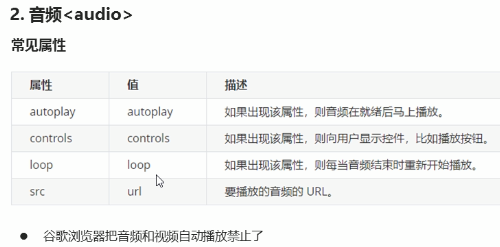 2. 音频<audio>
常见属性
属性 值 描述
autoplay autoplay 如果出现该属性，则音频在就绪后马上播放。
controls controls 如果出现该属性，则向用户显示控件，比如播放按钮。
loop loop 如果出现该属性，则每当音频结束时重新开始播放。
src url 要播放的音频的 URL。
● 谷歌浏览器把音频和视频自动播放禁止了